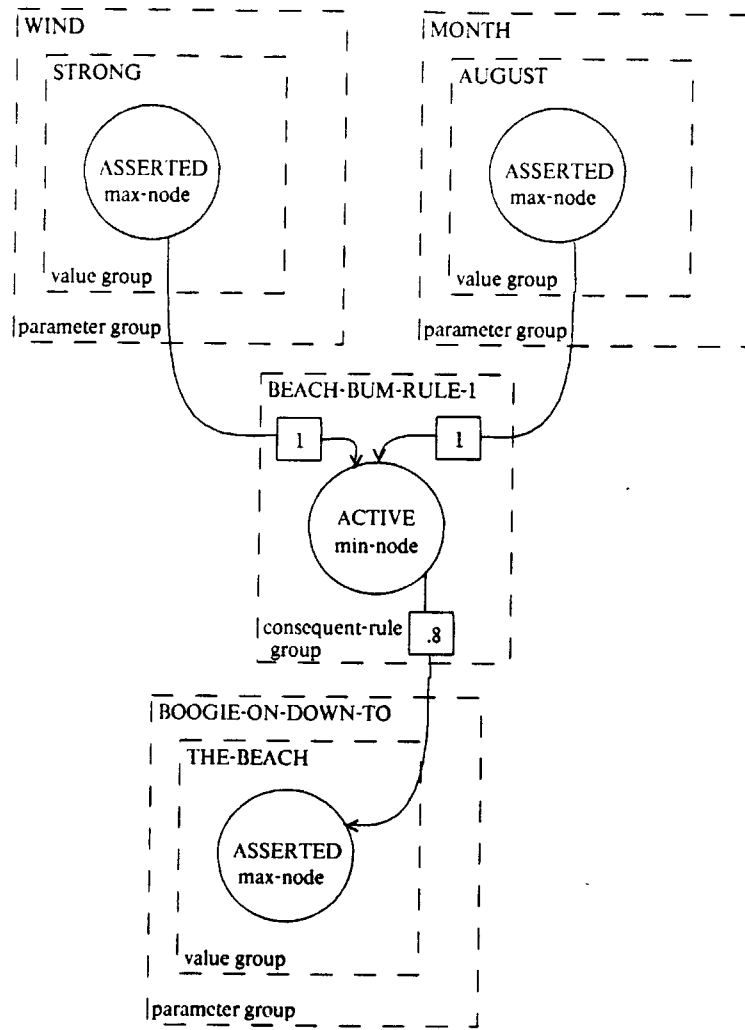 WIND
STRONG
ASSERTED
max-node
value group
parameter group
MONTH
AUGUST
ASSERTED
max-node
value group
parameter group
BEACH-BUM-RULE-1
1
1
ACTIVE
min-node
consequent-rule
group
.8
BOOGIE-ON-DOWN-TO
THE-BEACH
ASSERTED
max-node
value group
parameter group